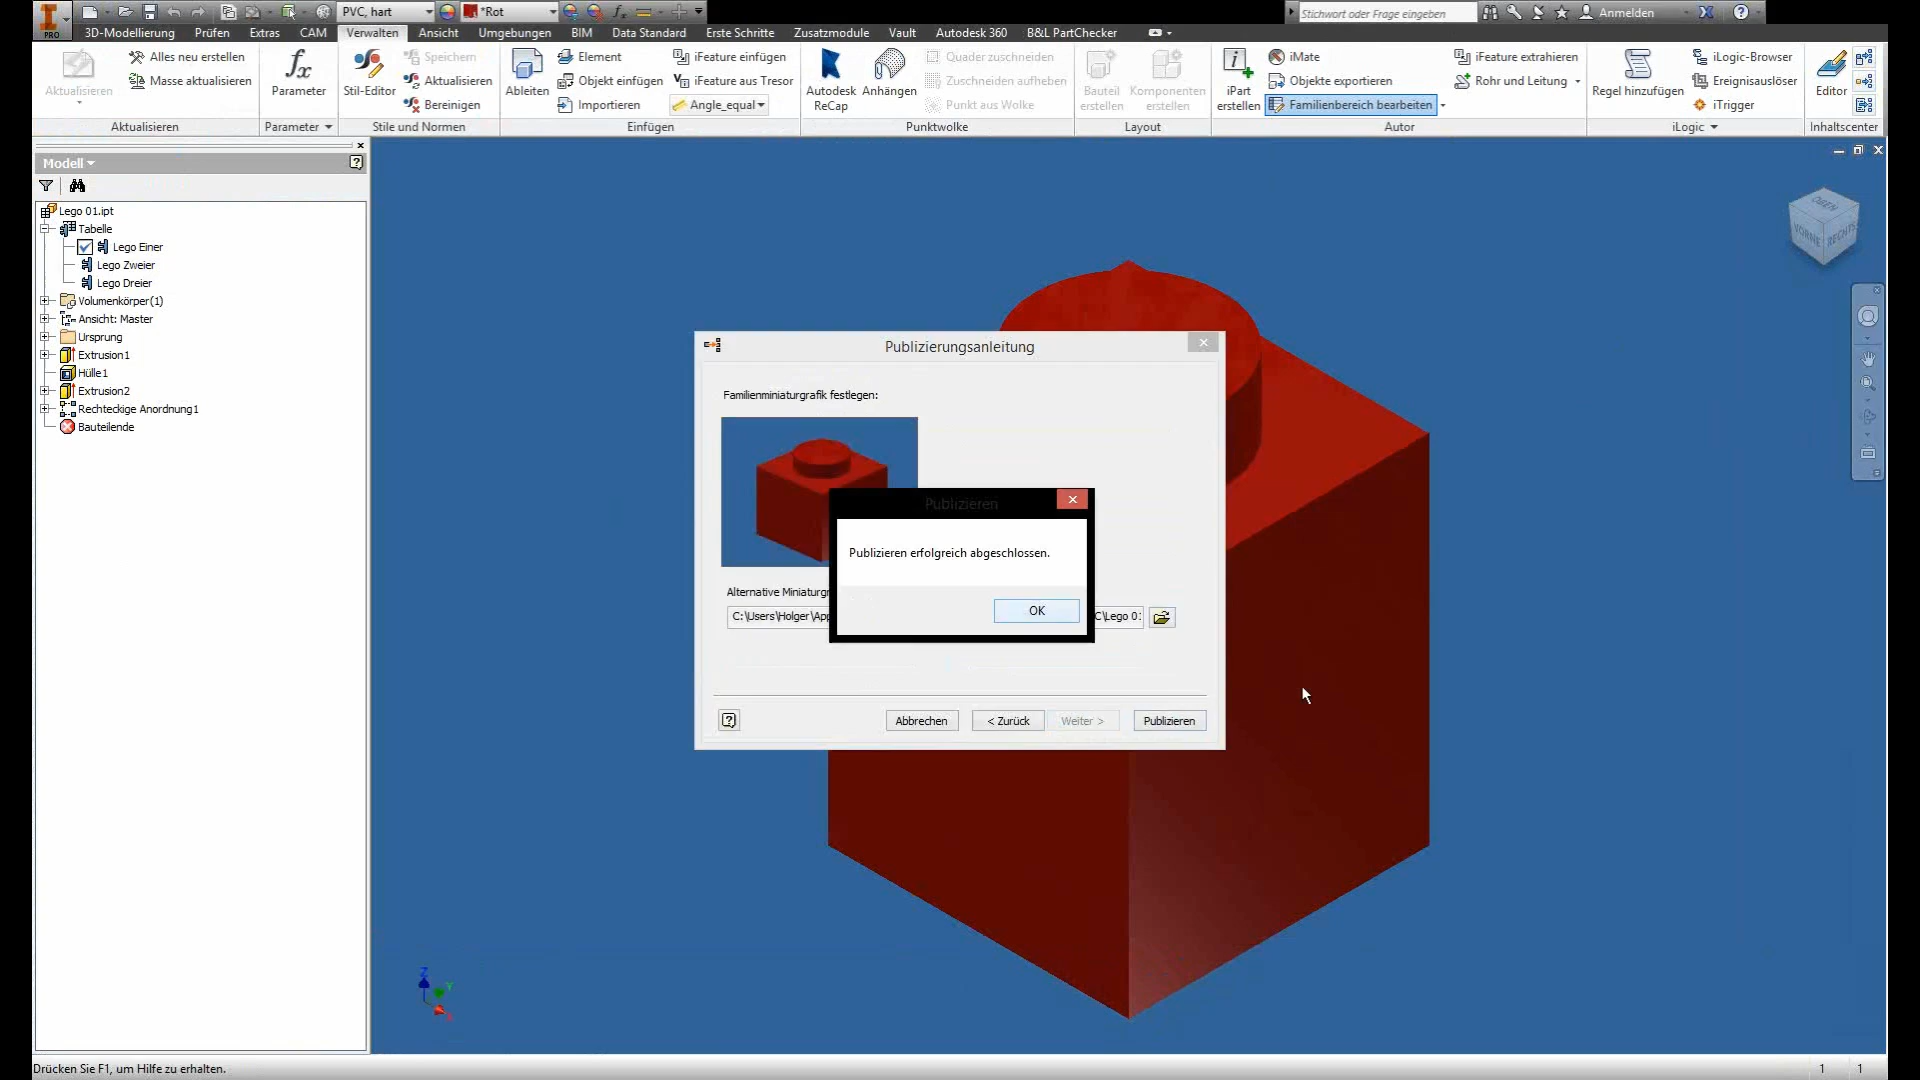 PRO
PVC, hart
*Rot
Stichwort oder Frage eingeben
Anmelden
3D-Modellierung Prüfen Extras CAM Verwalten Ansicht Umgebungen BIM Data Standard Erste Schritte Zusatzmodule Vault Autodesk 360 B&L PartChecker
Aktualisieren
Alles neu erstellen
Masse aktualisieren
Aktualisieren
fx
Parameter
Parameter
Stil-Editor
Speichern
Aktualisieren
Bereinigen
Stile und Normen
Ableiten
Element
Objekt einfügen
Importieren
iFeature einfügen
iFeature aus Tresor
Angle_equal
Einfügen
Autodesk
ReCap
Anhängen
Quader zuschneiden
Zuschneiden aufheben
Punkt aus Wolke
Punktwolke
Bauteil
erstellen
Komponenten
erstellen
Layout
iPart
erstellen
iMate
Objekte exportieren
Familienbereich bearbeiten
iFeature extrahieren
Rohr und Leitung
Autor
Regel hinzufügen
iLogic-Browser
Ereignisauslöser
iTrigger
iLogic
Editor
Inhaltscenter
Modell
Lego 01.ipt
Tabelle
Lego Einer
Lego Zweier
Lego Dreier
Volumenkörper(1)
Ansicht: Master
Ursprung
Extrusion1
Hülle1
Extrusion2
Rechteckige Anordnung1
Bauteilende
OBEN
VORNE
RECHTS
Publizierungsanleitung
Familienminiaturgrafik festlegen:
Publizieren
Publizieren erfolgreich abgeschlossen.
OK
Alternative Miniaturgr
C:\Users\Holger\App
C\Lego 01
Abbrechen
< Zurück
Weiter >
Publizieren
Z
Y
X
Drücken Sie F1, um Hilfe zu erhalten.
1 1